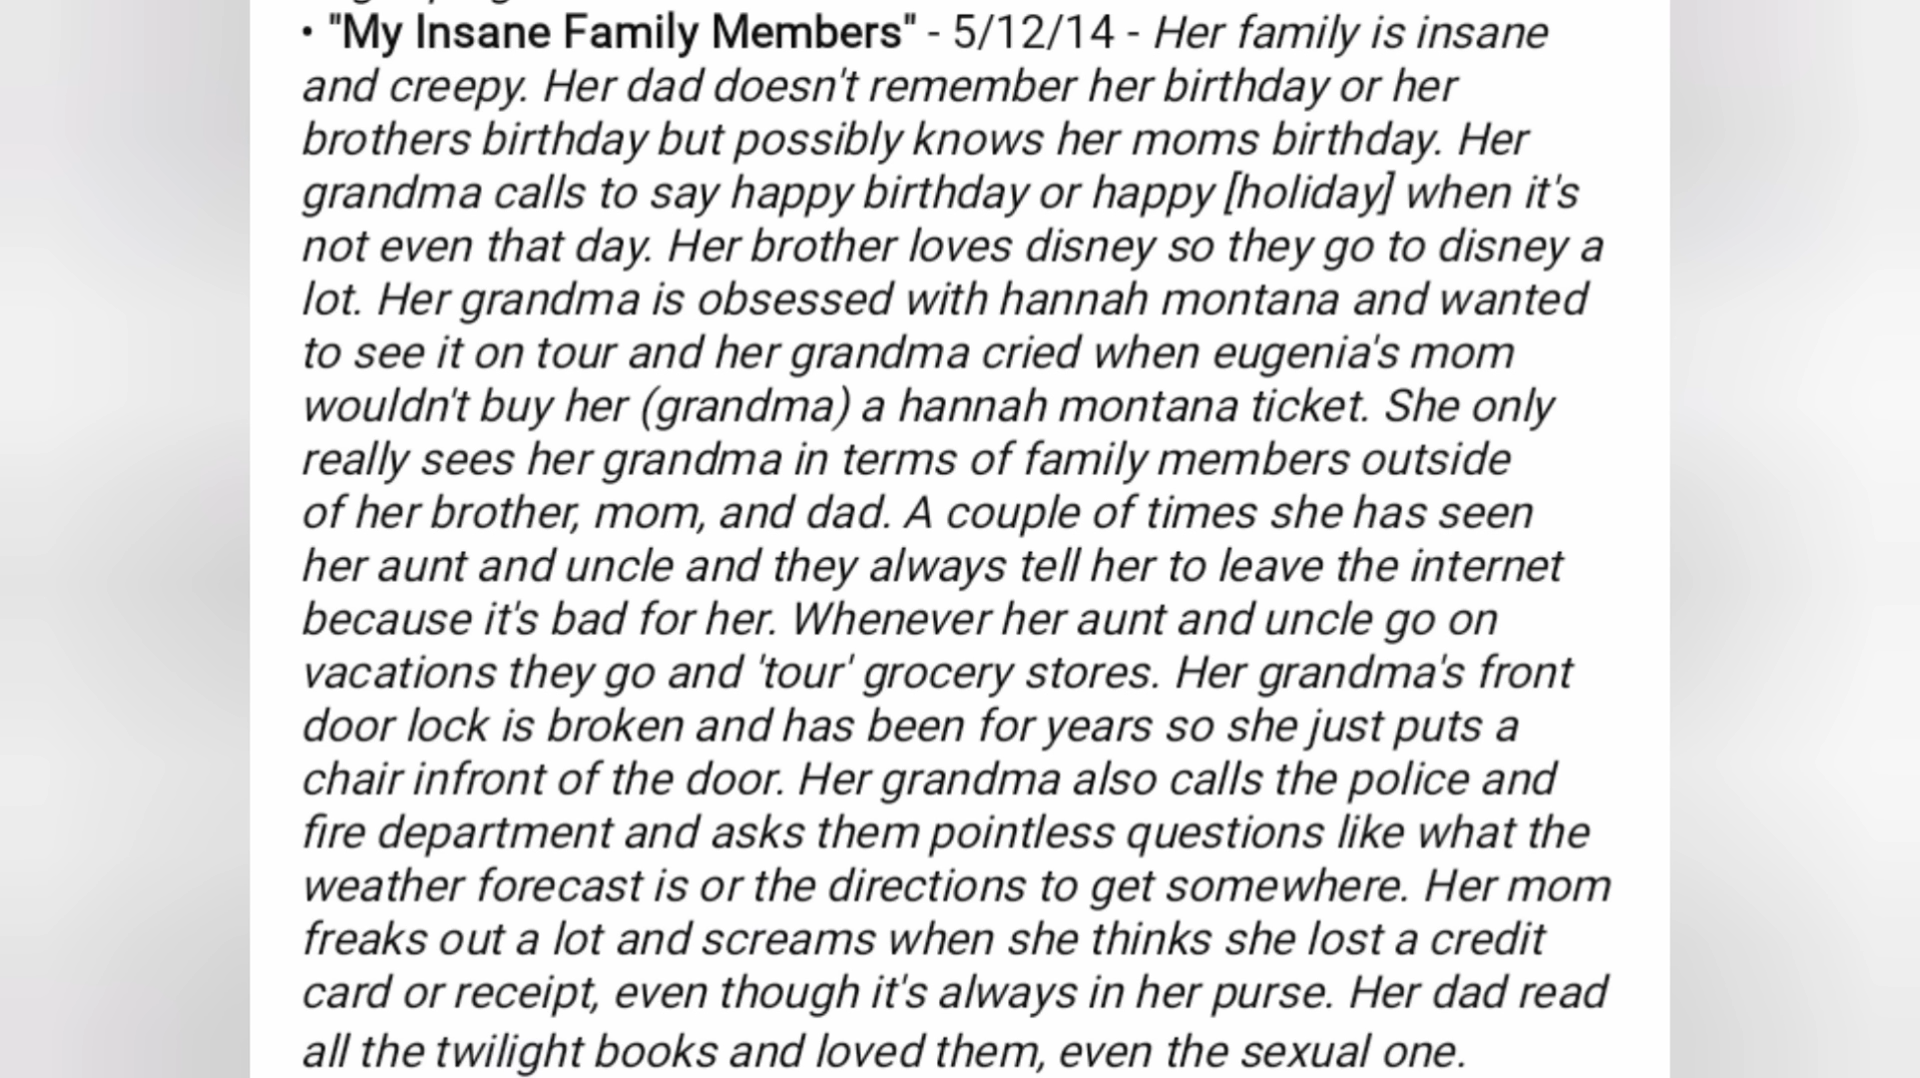 • "My Insane Family Members" - 5/12/14 - Her family is insane
and creepy. Her dad doesn't remember her birthday or her
brothers birthday but possibly knows her moms birthday. Her
grandma calls to say happy birthday or happy [holiday] when it's
not even that day. Her brother loves disney so they go to disney a
lot. Her grandma is obsessed with hannah montana and wanted
to see it on tour and her grandma cried when eugenia's mom
wouldn't buy her (grandma) a hannah montana ticket. She only
really sees her grandma in terms of family members outside
of her brother, mom, and dad. A couple of times she has seen
her aunt and uncle and they always tell her to leave the internet
because it's bad for her. Whenever her aunt and uncle go on
vacations they go and 'tour' grocery stores. Her grandma's front
door lock is broken and has been for years so she just puts a
chair infront of the door. Her grandma also calls the police and
fire department and asks them pointless questions like what the
weather forecast is or the directions to get somewhere. Her mom
freaks out a lot and screams when she thinks she lost a credit
card or receipt, even though it's always in her purse. Her dad read
all the twilight books and loved them, even the sexual one.